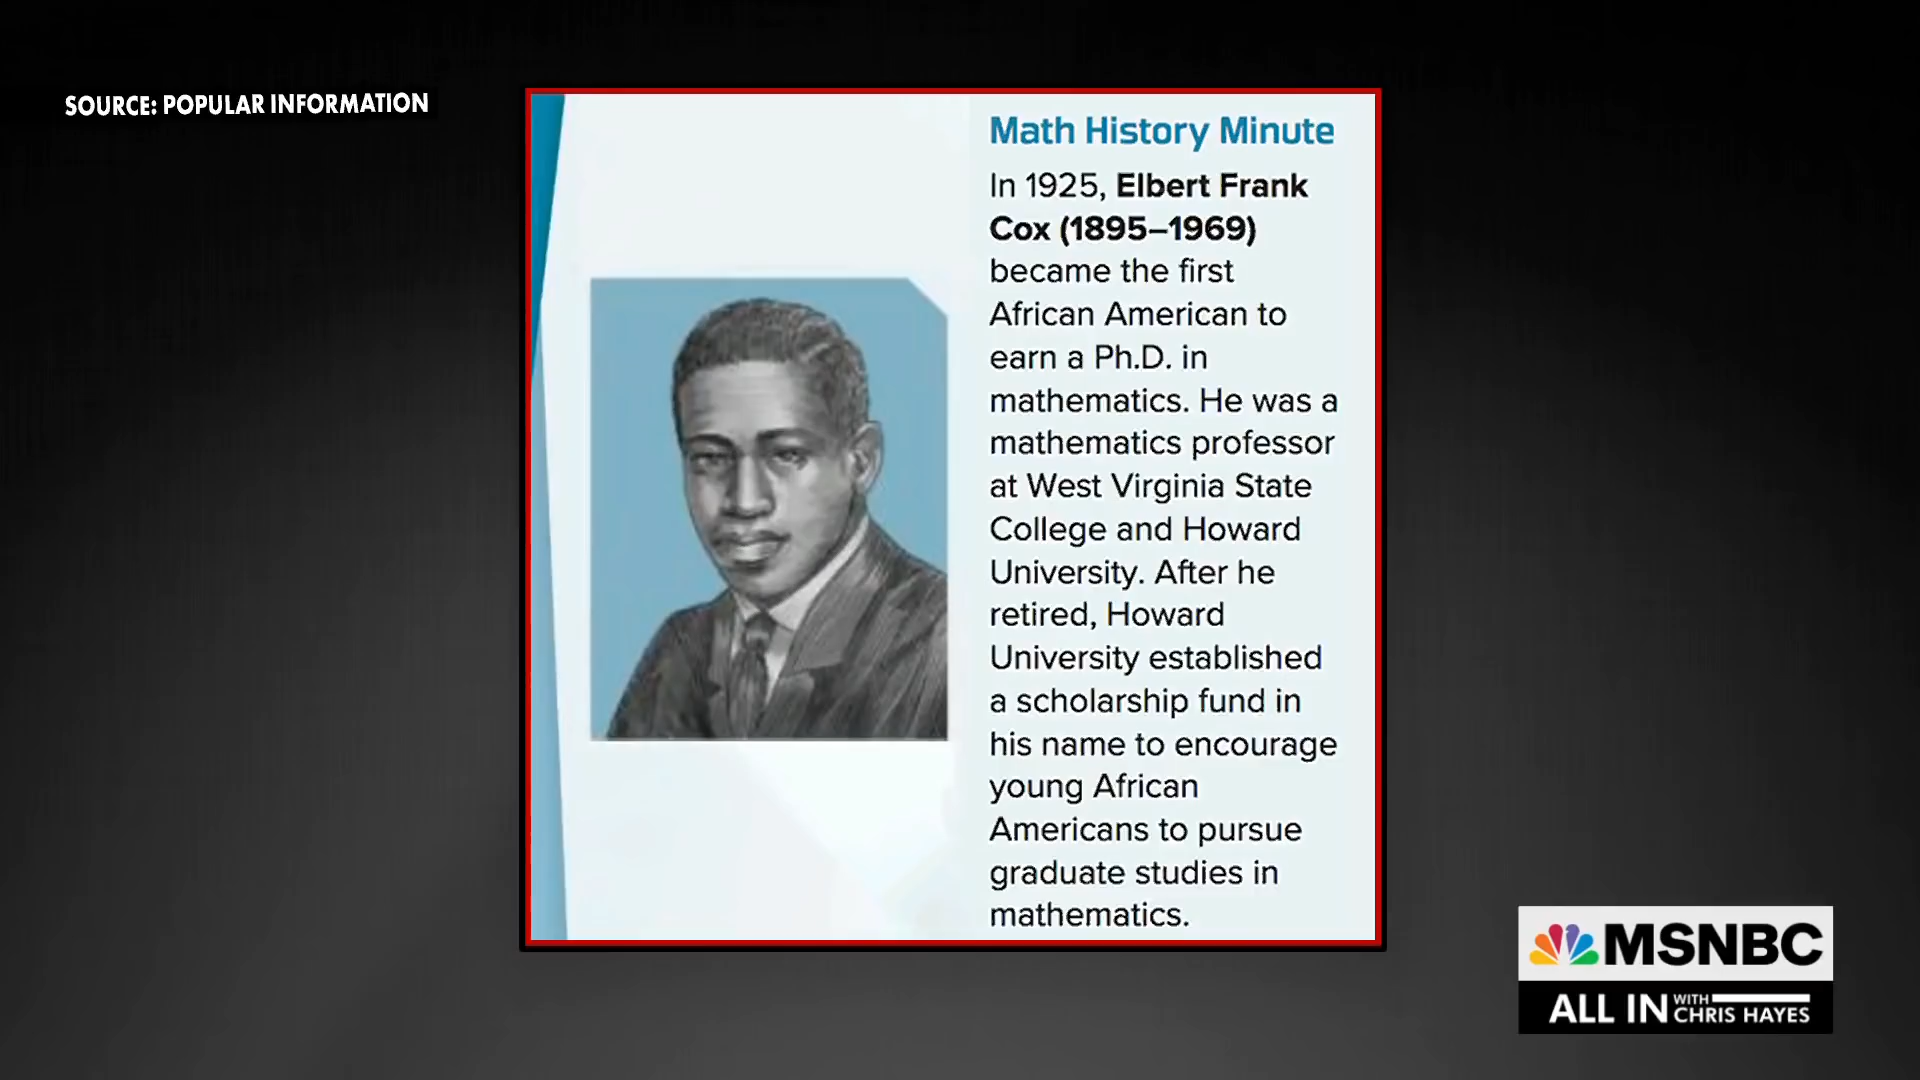 SOURCE: POPULAR INFORMATION
Math History Minute
In 1925, Elbert Frank
Cox (1895–1969)
became the first
African American to
earn a Ph.D. in
mathematics. He was a
mathematics professor
at West Virginia State
College and Howard
University. After he
retired, Howard
University established
a scholarship fund in
his name to encourage
young African
Americans to pursue
graduate studies in
mathematics.
MSNBC
ALL IN WITH CHRIS HAYES